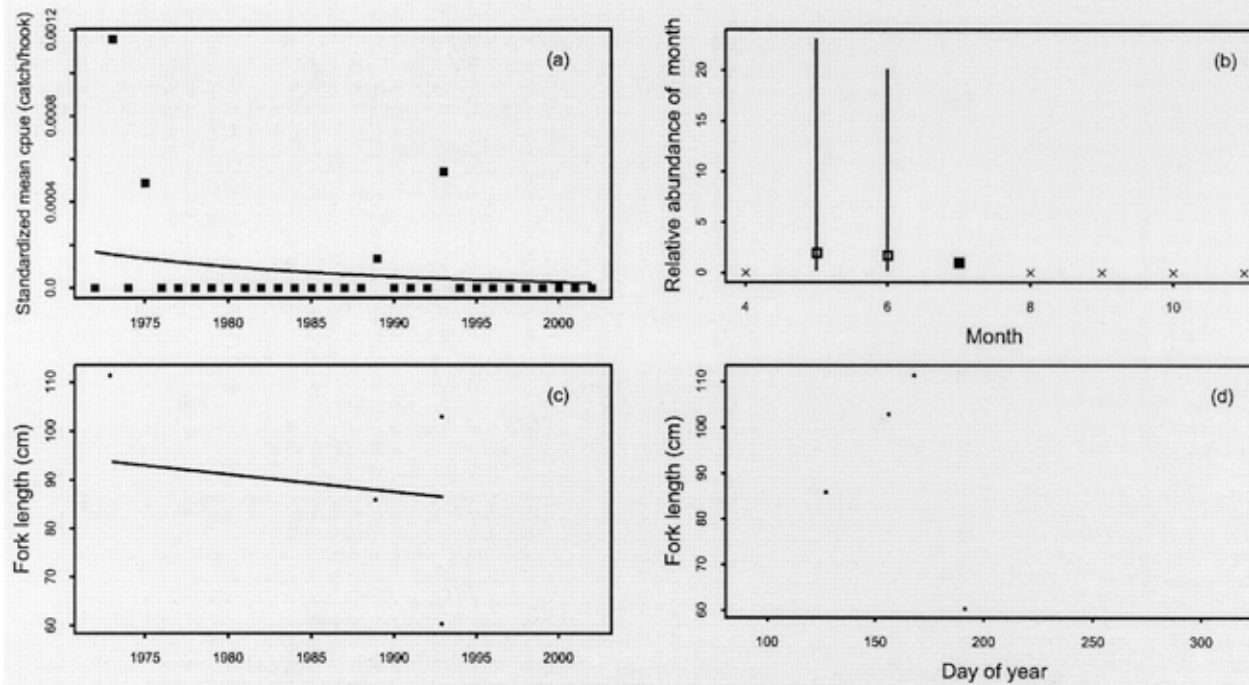 Standardized mean cpue (catch/hook)
0.0012
0.0008
0.0004
0.0
1975 1980 1985 1990 1995 2000
(a)
Relative abundance of month
20
15
10
5
0
4 6 8 10
Month
(b)
Fork length (cm)
110
100
90
80
70
60
1975 1980 1985 1990 1995 2000
(c)
Fork length (cm)
110
100
90
80
70
60
100 150 200 250 300
Day of year
(d)